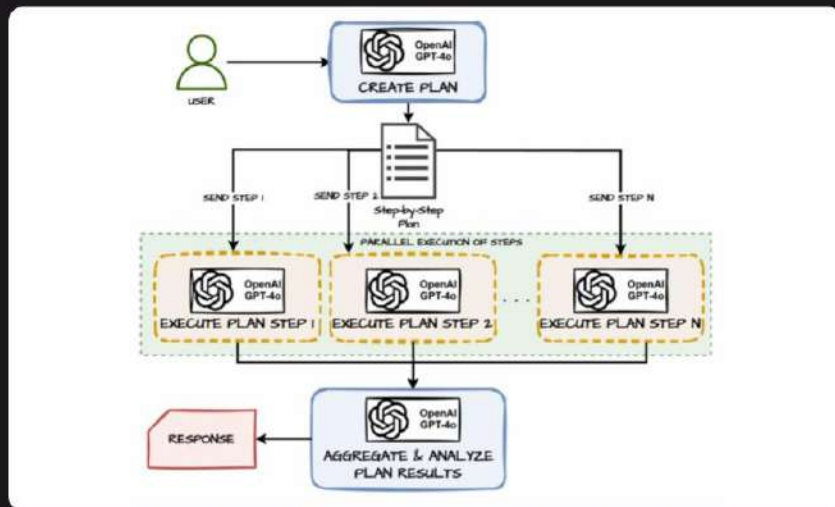 OpenAI
GPT-4o
CREATE PLAN
USER
SEND STEP 1
SEND STEP 2
SEND STEP N
Step-by-Step
Plan
PARALLEL EXECUTION OF STEPS
OpenAI
GPT-4o
EXECUTE PLAN STEP 1
OpenAI
GPT-4o
EXECUTE PLAN STEP 2
. . .
OpenAI
GPT-4o
EXECUTE PLAN STEP N
OpenAI
GPT-4o
AGGREGATE & ANALYZE
PLAN RESULTS
RESPONSE